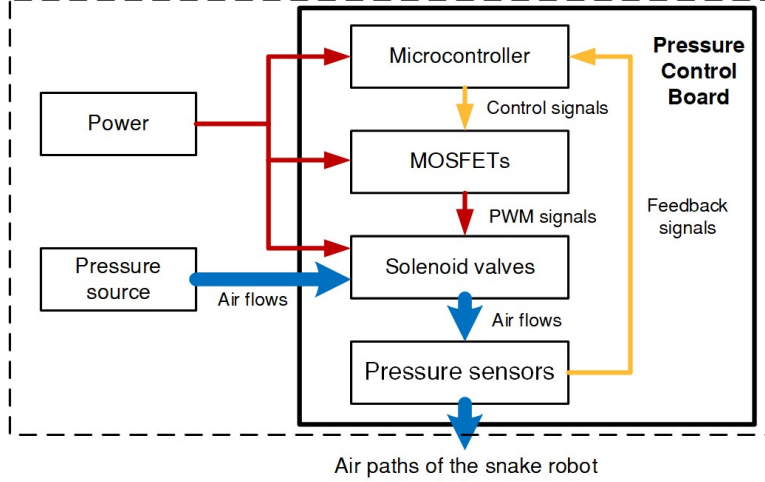 Microcontroller
Pressure
Control
Board
Control signals
Power
MOSFETs
PWM signals
Feedback
signals
Pressure
source
Air flows
Solenoid valves
Air flows
Pressure sensors
Air paths of the snake robot